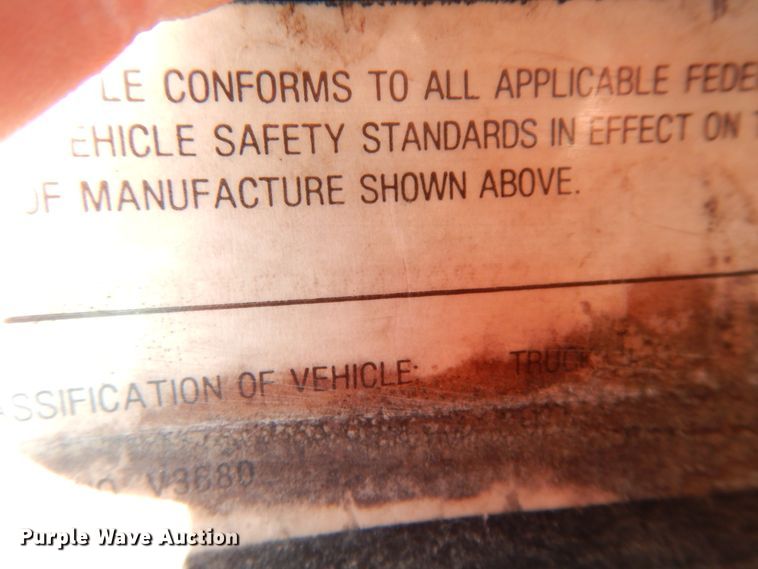 LE CONFORMS TO ALL APPLICABLE FEDE
EHICLE SAFETY STANDARDS IN EFFECT ON T
OF MANUFACTURE SHOWN ABOVE.
ASSIFICATION OF VEHICLE: TRUCK
Purple Wave Auction